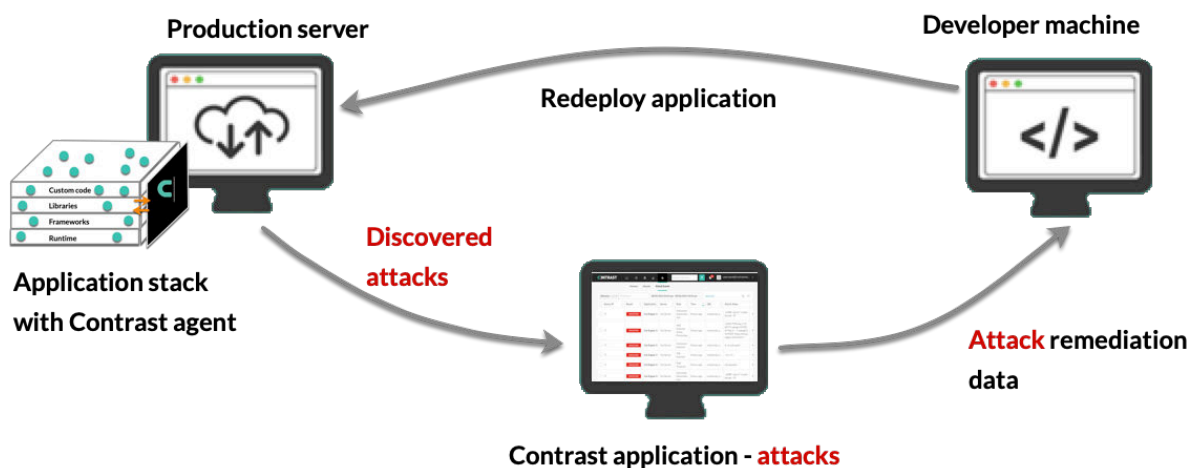 Production server
Developer machine
Redeploy application
</>
Custom code
Libraries
Frameworks
Runtime
C
Discovered
attacks
Application stack
with Contrast agent
CONTRAST
Attack remediation
data
Contrast application - attacks